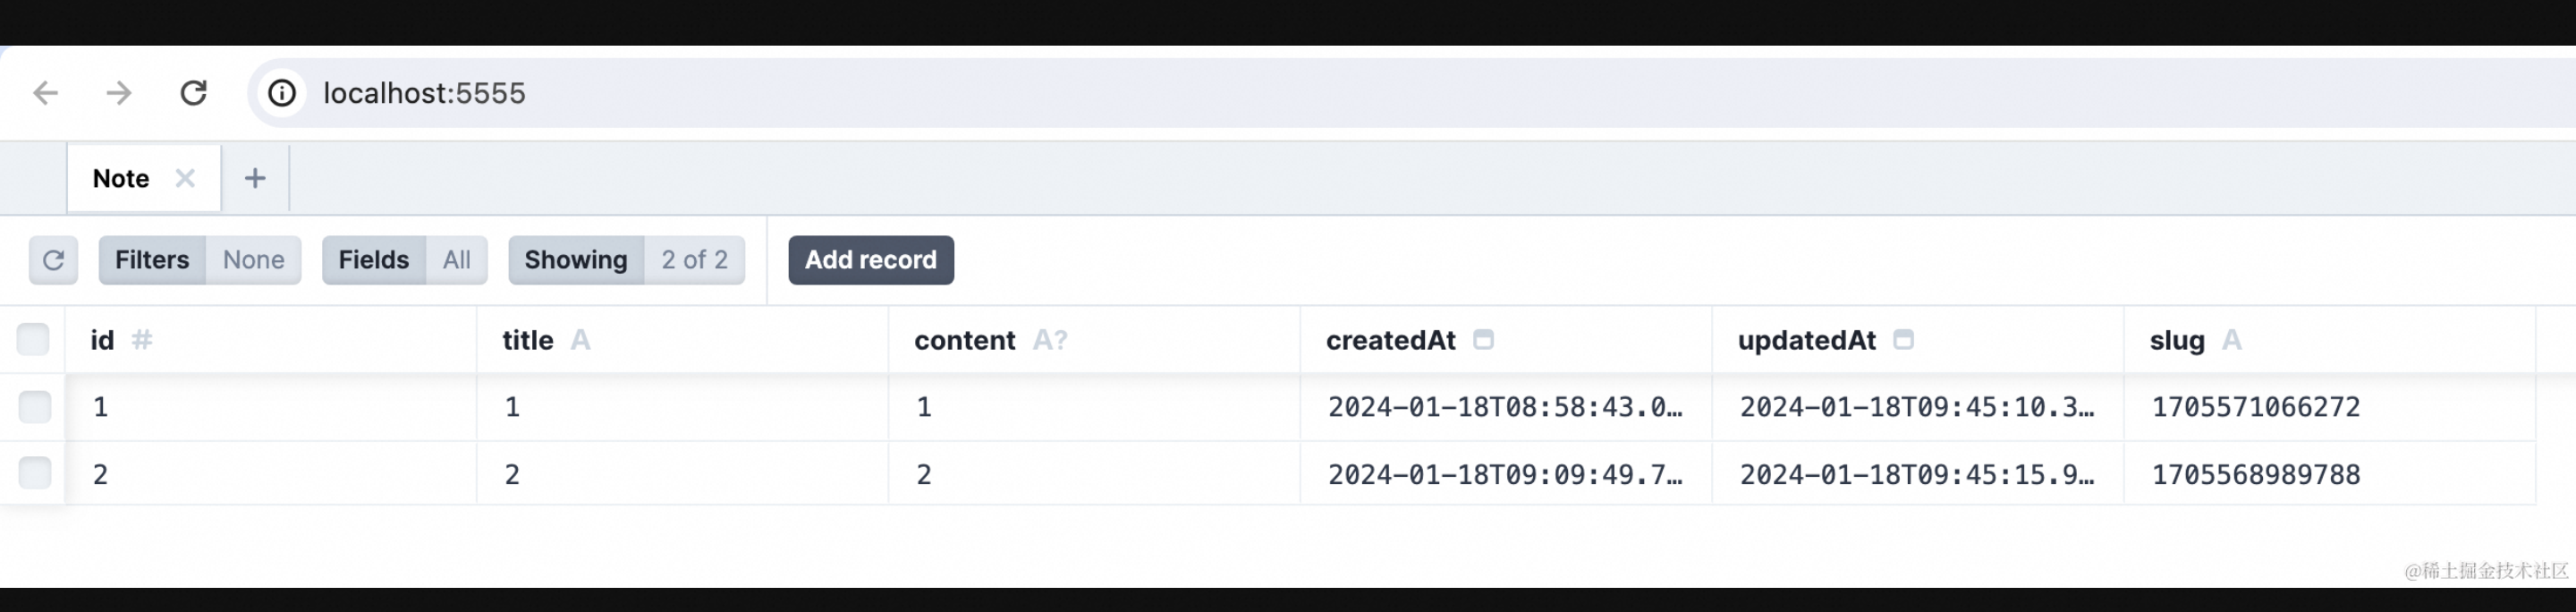 localhost:5555
Note
Filters None Fields All Showing 2 of 2 Add record
id # title A content A? createdAt updatedAt slug A
1 1 1 2024-01-18T08:58:43.0… 2024-01-18T09:45:10.3… 1705571066272
2 2 2 2024-01-18T09:09:49.7… 2024-01-18T09:45:15.9… 1705568989788
@稀土掘金技术社区